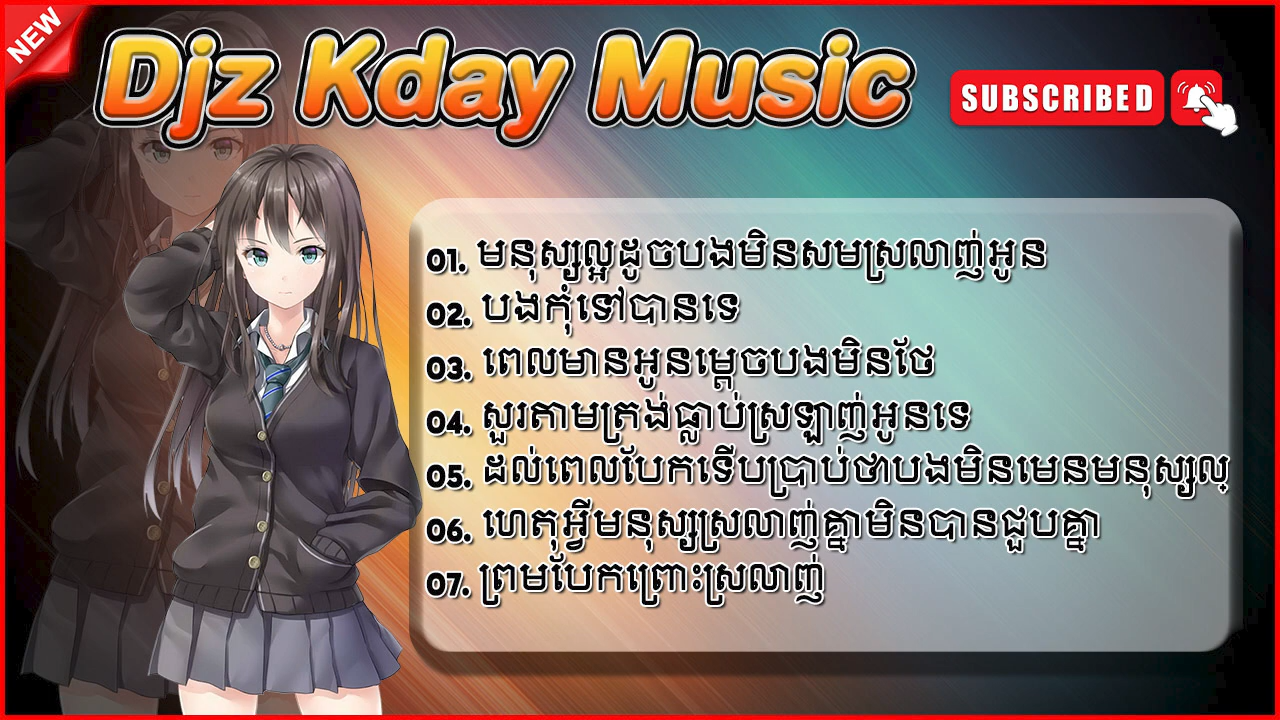 NEW
Djz Kday Music
SUBSCRIBED
01. មនុស្សល្អដូចបងមិនសមស្រលាញ់អូន
02. បងកុំទៅបានទេ
03. ពេលមានអូនម្ដេចបងមិនថែ
04. សួរតាមត្រង់ធ្លាប់ស្រឡាញ់អូនទេ
05. ដល់ពេលបែកទើបប្រាប់ថាបងមិនមេនមនុស្សល្
06. ហេតុអ្វីមនុស្សស្រលាញ់គ្នាមិនបានជួបគ្នា
07. ព្រមបែកព្រោះស្រលាញ់